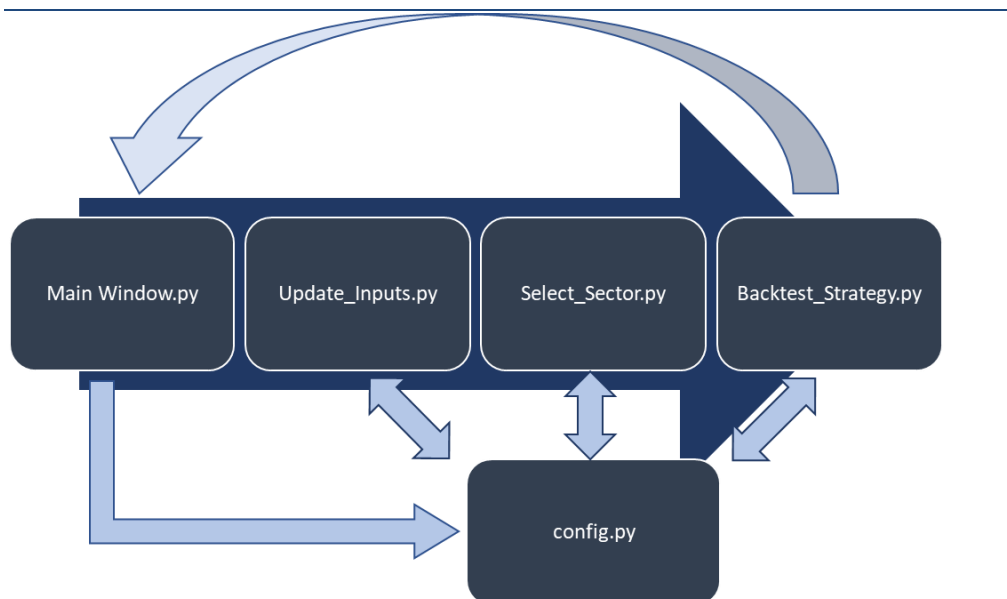 Main Window.py
Update_Inputs.py
Select_Sector.py
Backtest_Strategy.py
config.py